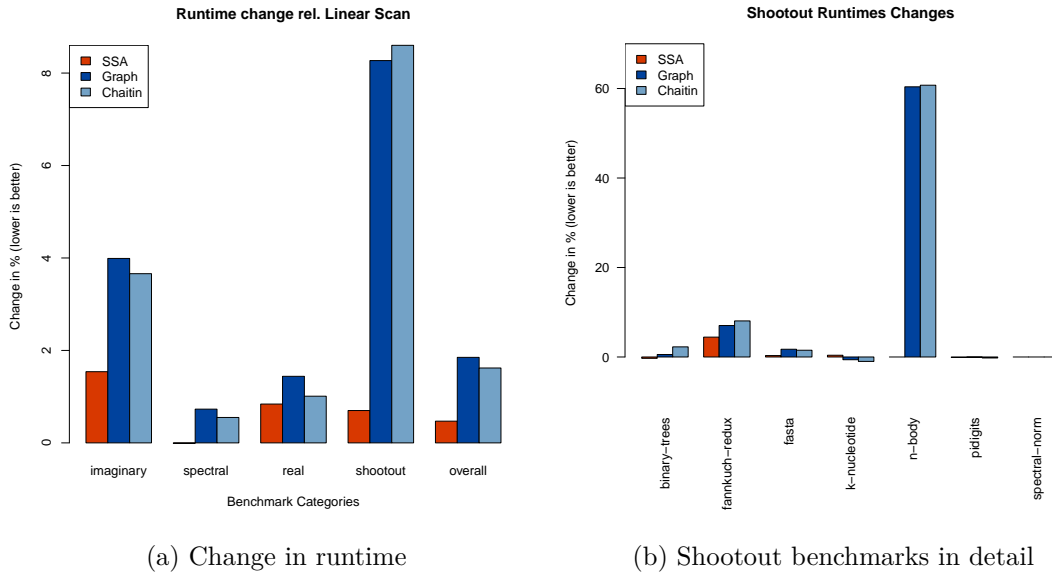 Runtime change rel. Linear Scan
SSA
Graph
Chaitin
Change in % (lower is better)
8
6
4
2
0
imaginary spectral real shootout overall
Benchmark Categories
(a) Change in runtime
Shootout Runtimes Changes
SSA
Graph
Chaitin
Change in % (lower is better)
60
40
20
0
binary−trees
fannkuch−redux
fasta
k−nucleotide
n−body
pidigits
spectral−norm
(b) Shootout benchmarks in detail